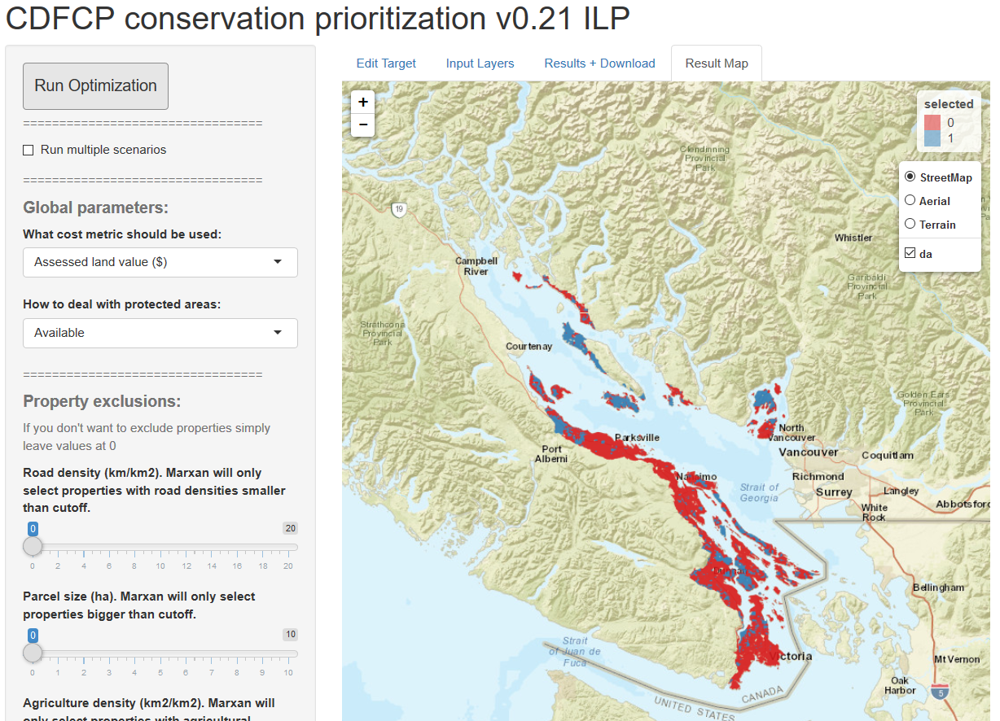 CDFCP conservation prioritization v0.21 ILP
Run Optimization
=================================
Run multiple scenarios
=================================
Global parameters:
What cost metric should be used:
Assessed land value ($)
How to deal with protected areas:
Available
=================================
Property exclusions:
If you don't want to exclude properties simply
leave values at 0
Road density (km/km2). Marxan will only
select properties with road densities smaller
than cutoff.
0 20
0 2 4 6 8 10 12 14 16 18 20
Parcel size (ha). Marxan will only select
properties bigger than cutoff.
0 10
0 1 2 3 4 5 6 7 8 9 10
Agriculture density (km2/km2). Marxan will
only select properties with agricultural
Edit Target Input Layers Results + Download Result Map
+
−
selected
0
1
StreetMap
Aerial
Terrain
da
Clendinning
Provincial
Park
19
Whistler
Campbell
River
Garibaldi
Provincial
Park
Strathcona
Provincial
Park
Courtenay
Golden Ears
Provincial
Park
North
Vancouver
Parksville
Port
Alberni
Vancouver
Coquitlam
Nanaimo
Richmond
Strait of
Georgia
Surrey
Langley
Abbotsford
White
Rock
Duncan
Bellingham
Strait
of Juan de
Fuca
Victoria
Mt Vernon
Oak
Harbor
5
CANADA
UNITED STATES